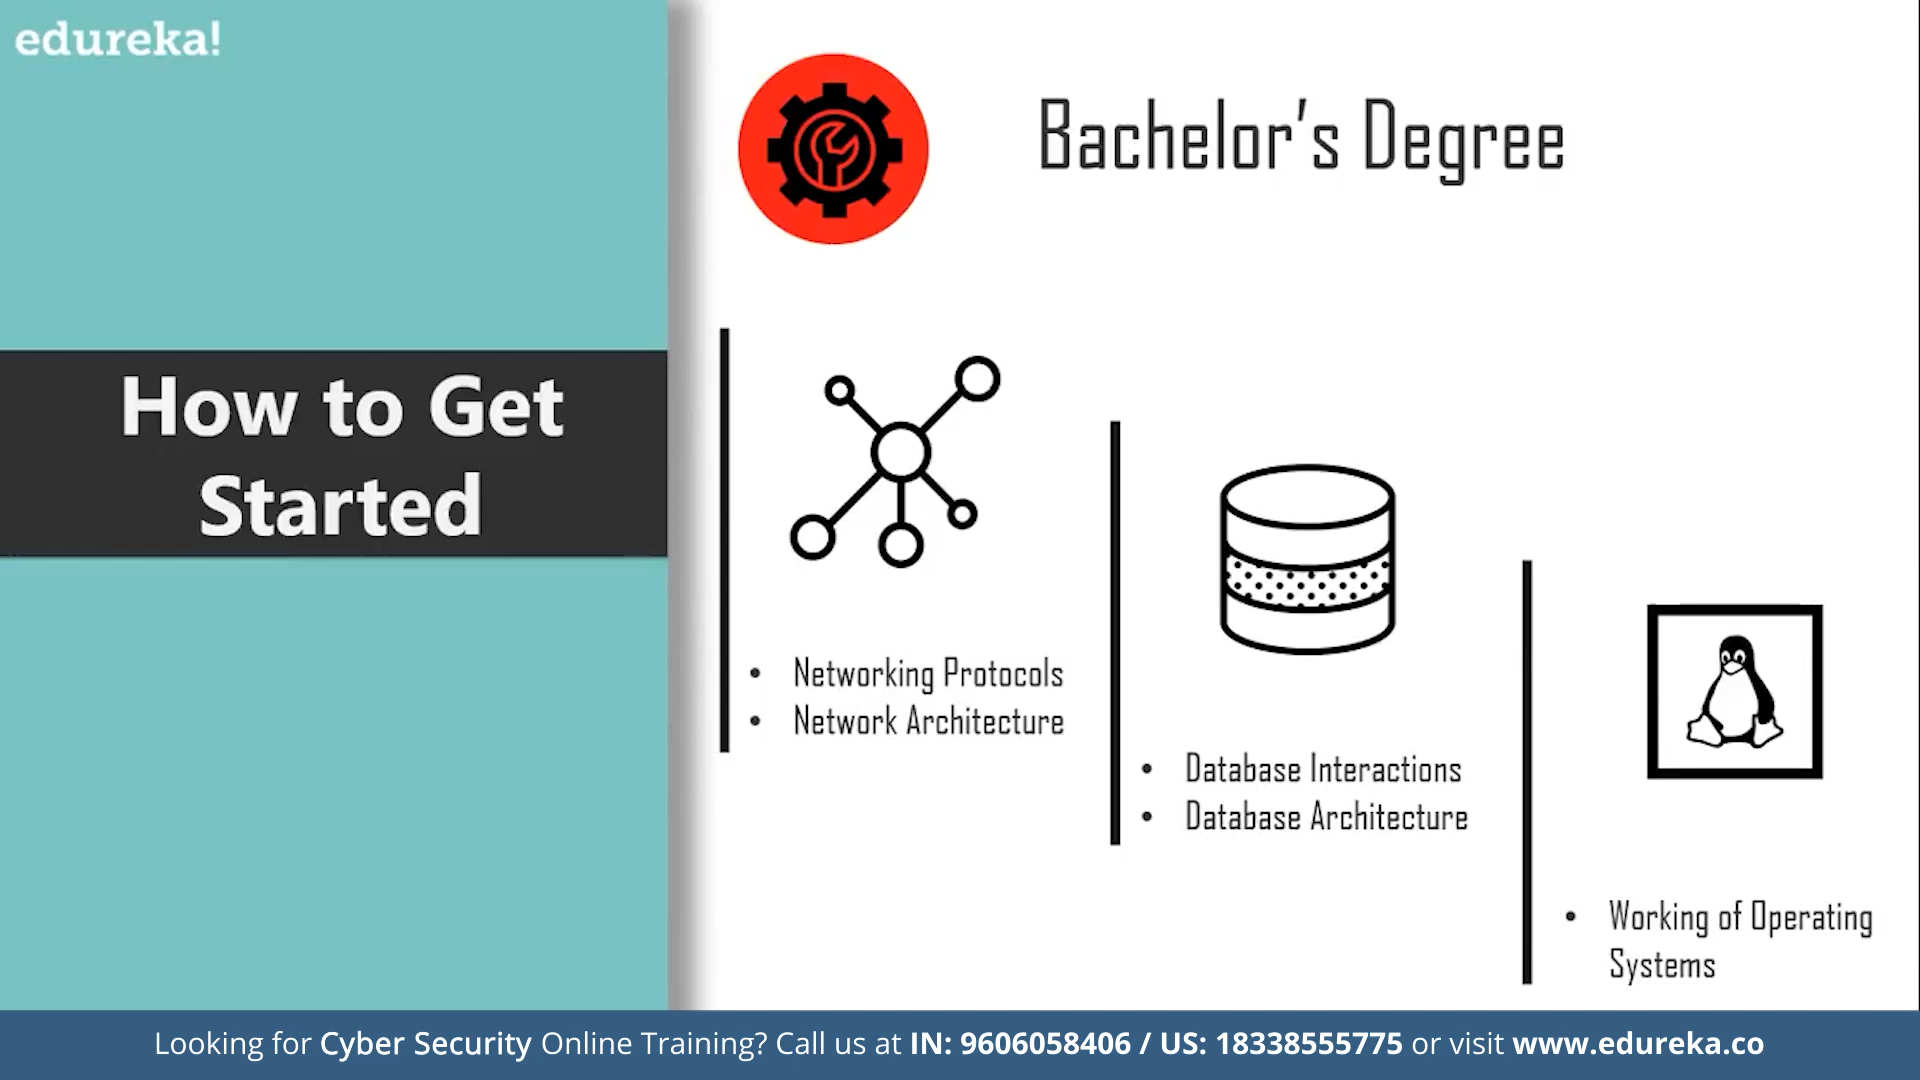 edureka!
How to Get
Started
Bachelor's Degree
• Networking Protocols
• Network Architecture
• Database Interactions
• Database Architecture
• Working of Operating
Systems
Looking for Cyber Security Online Training? Call us at IN: 9606058406 / US: 18338555775 or visit www.edureka.co